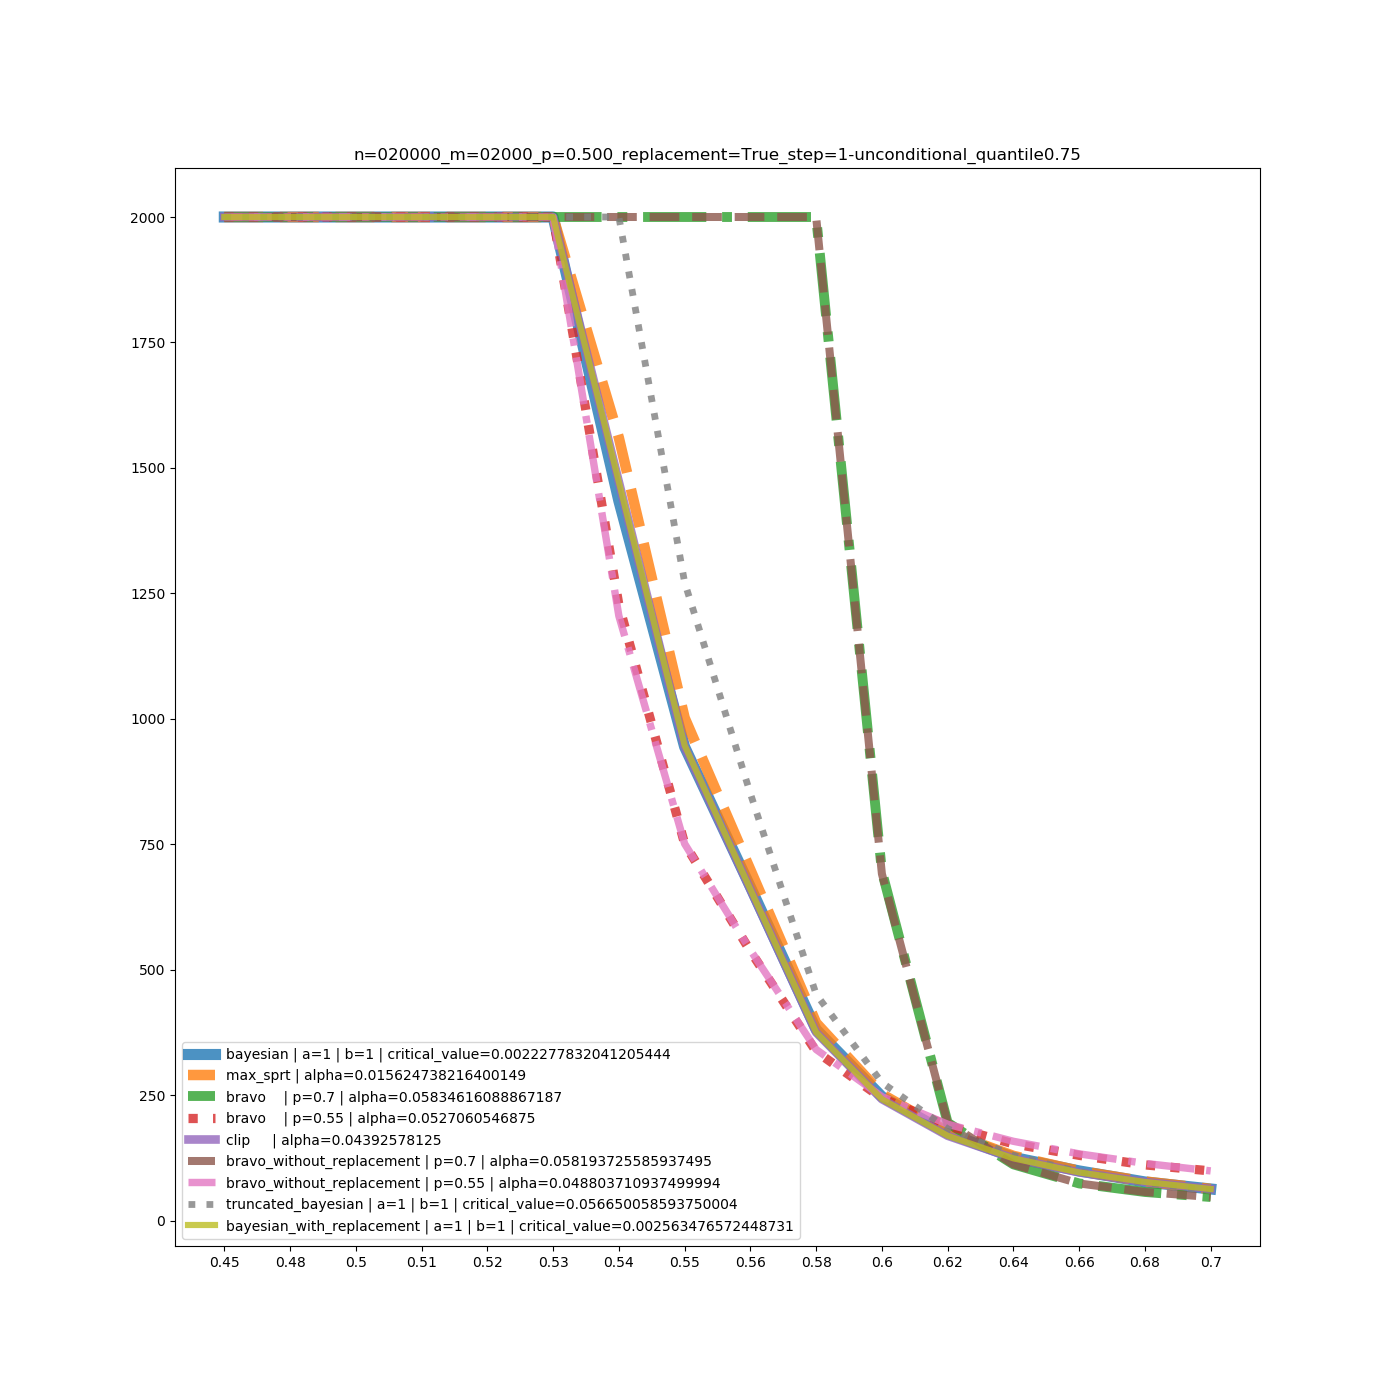 n=020000_m=02000_p=0.500_replacement=True_step=1-unconditional_quantile0.75
2000
1750
1500
1250
1000
750
500
250
0
bayesian | a=1 | b=1 | critical_value=0.0022277832041205444
max_sprt | alpha=0.015624738216400149
bravo    | p=0.7 | alpha=0.05834616088867187
bravo    | p=0.55 | alpha=0.0527060546875
clip     | alpha=0.04392578125
bravo_without_replacement | p=0.7 | alpha=0.058193725585937495
bravo_without_replacement | p=0.55 | alpha=0.048803710937499994
truncated_bayesian | a=1 | b=1 | critical_value=0.056650058593750004
bayesian_with_replacement | a=1 | b=1 | critical_value=0.002563476572448731
0.45 0.48 0.5 0.51 0.52 0.53 0.54 0.55 0.56 0.58 0.6 0.62 0.64 0.66 0.68 0.7